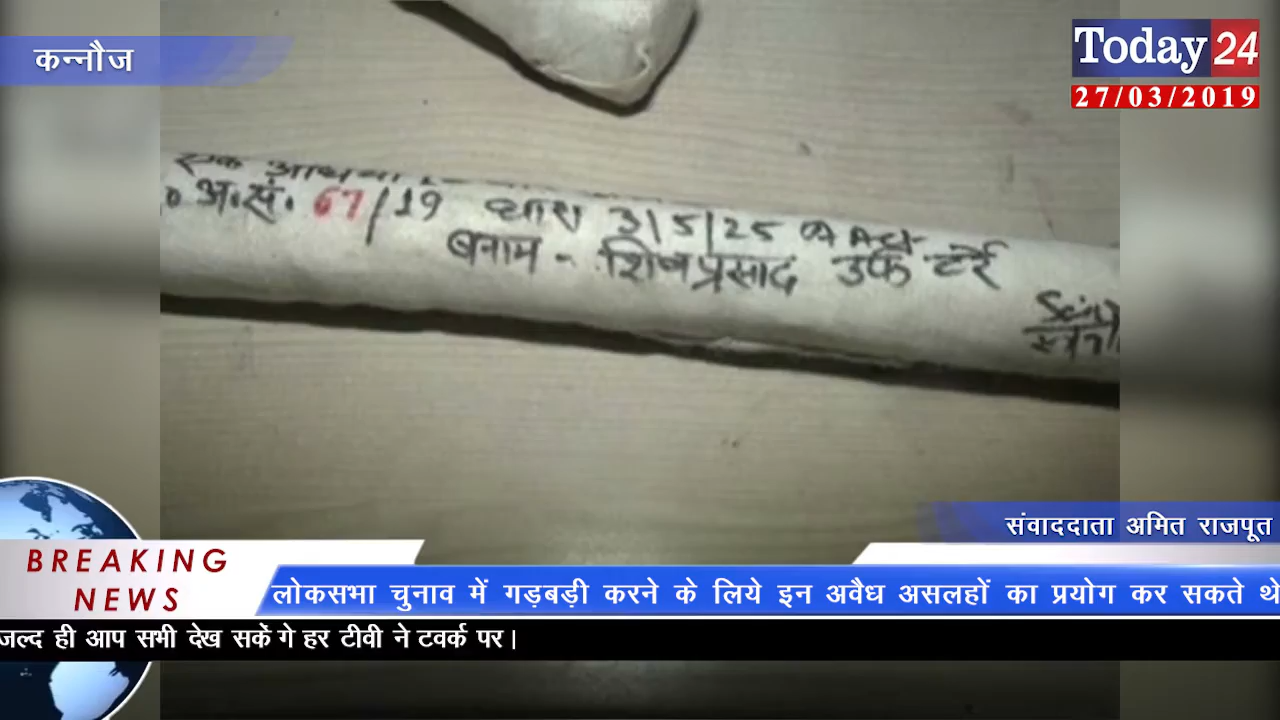 कन्नौज
Today 24
27/03/2019
एक
अ.सं. 67/19 धारा 3/5/25 A Act
बनाम - शिवप्रसाद उर्फ टर्रे
संवाददाता अमित राजपूत
BREAKING
NEWS
लोकसभा चुनाव में गड़बड़ी करने के लिये इन अवैध असलहों का प्रयोग कर सकते थे
जल्द ही आप सभी देख सकें गे हर टीवी ने टवर्क पर|